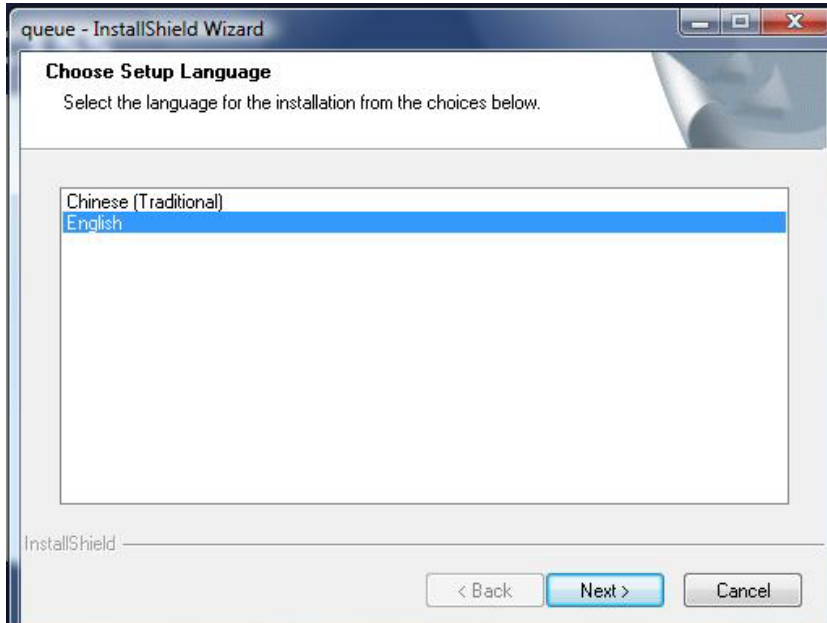 queue - InstallShield Wizard
Choose Setup Language
Select the language for the installation from the choices below.
Chinese (Traditional)
English
InstallShield
< Back
Next >
Cancel